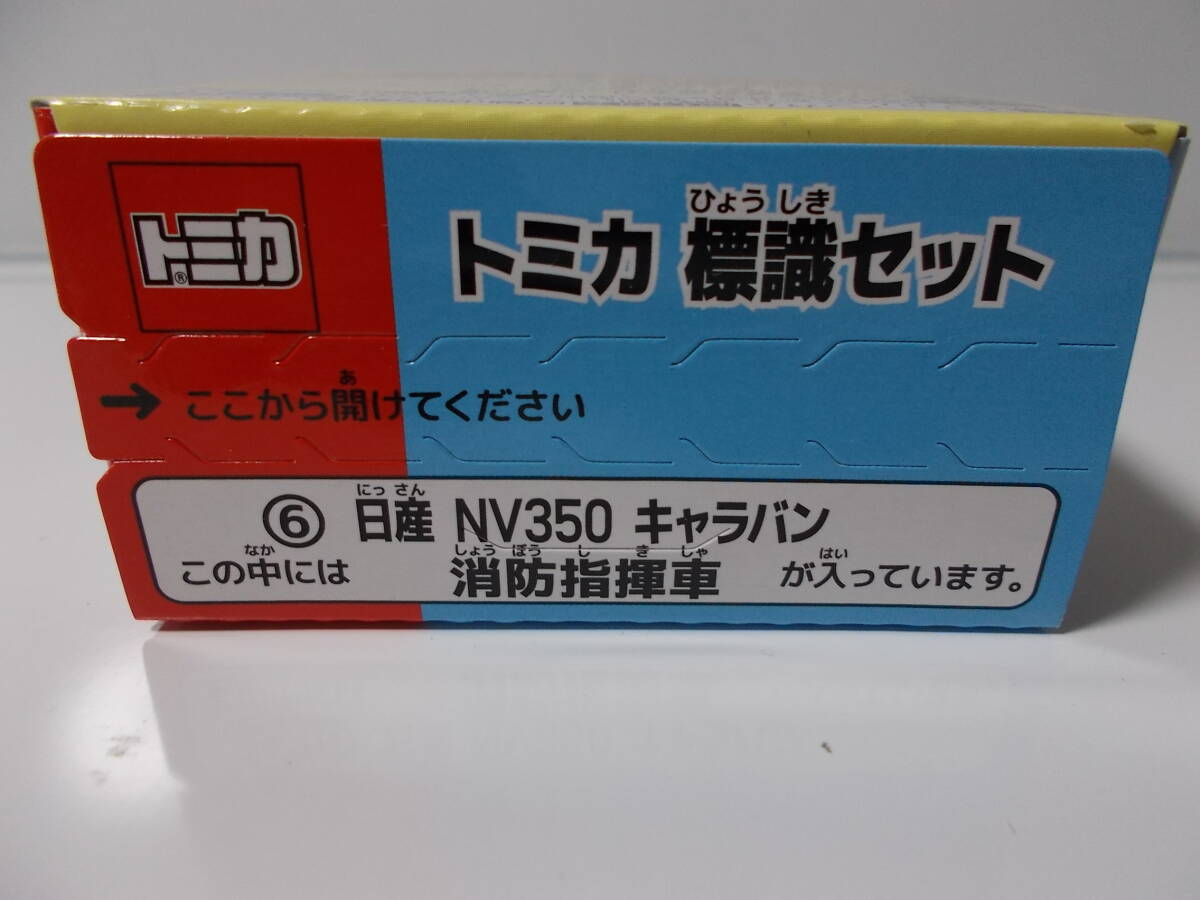 トミカ®
ひょう しき
トミカ 標識セット
あ
→ ここから開けてください
にっ さん
⑥ 日産 NV350 キャラバン
なか しょう ぼう し き しゃ はい
この中には 消防指揮車 が入っています。